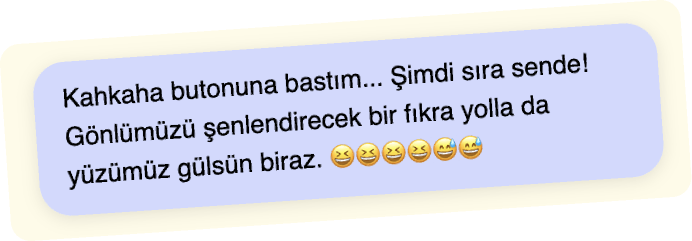 Kahkaha butonuna bastım... Şimdi sıra sende!
Gönlümüzü şenlendirecek bir fıkra yolla da
yüzümüz gülsün biraz. 😆😆😆😆😅😅